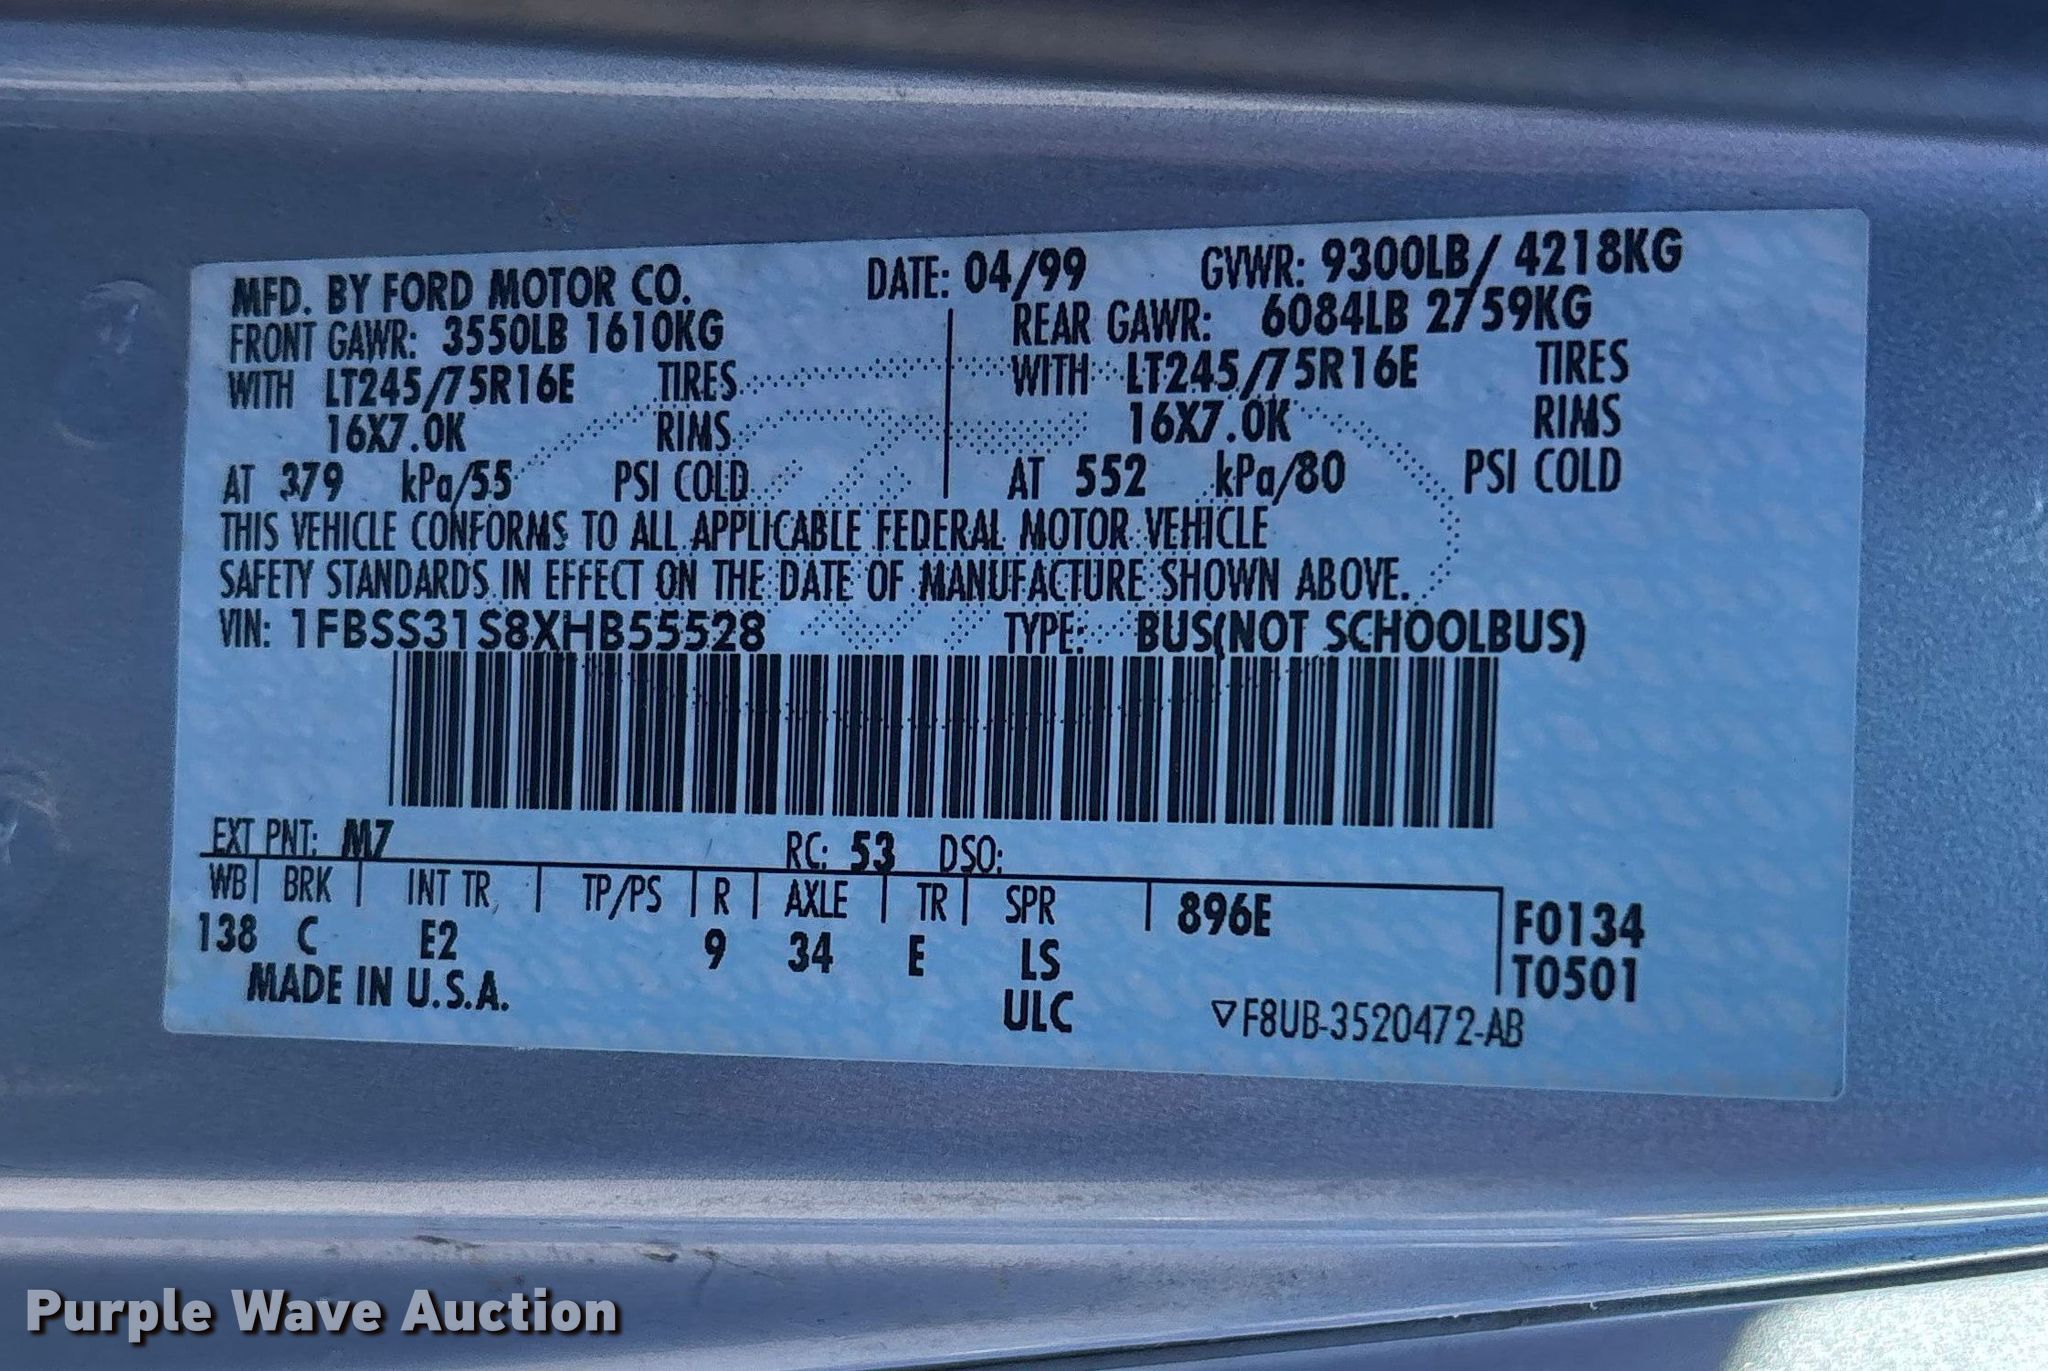 MFD. BY FORD MOTOR CO. DATE: 04/99 GVWR: 9300LB/ 4218KG
FRONT GAWR: 3550LB 1610KG REAR GAWR: 6084LB 2759KG
WITH LT245/75R16E TIRES WITH LT245/75R16E TIRES
16X7.0K RIMS 16X7.0K RIMS
AT 379 kPa/55 PSI COLD AT 552 kPa/80 PSI COLD
THIS VEHICLE CONFORMS TO ALL APPLICABLE FEDERAL MOTOR VEHICLE
SAFETY STANDARDS IN EFFECT ON THE DATE OF MANUFACTURE SHOWN ABOVE.
VIN: 1FBSS31S8XHB55528 TYPE: BUS(NOT SCHOOLBUS)
EXT PNT: M7 RC: 53 DSO:
WB BRK INT TR TP/PS R AXLE TR SPR 896E F0134
138 C E2 9 34 E LS T0501
MADE IN U.S.A. ULC ▽F8UB-3520472-AB
Purple Wave Auction